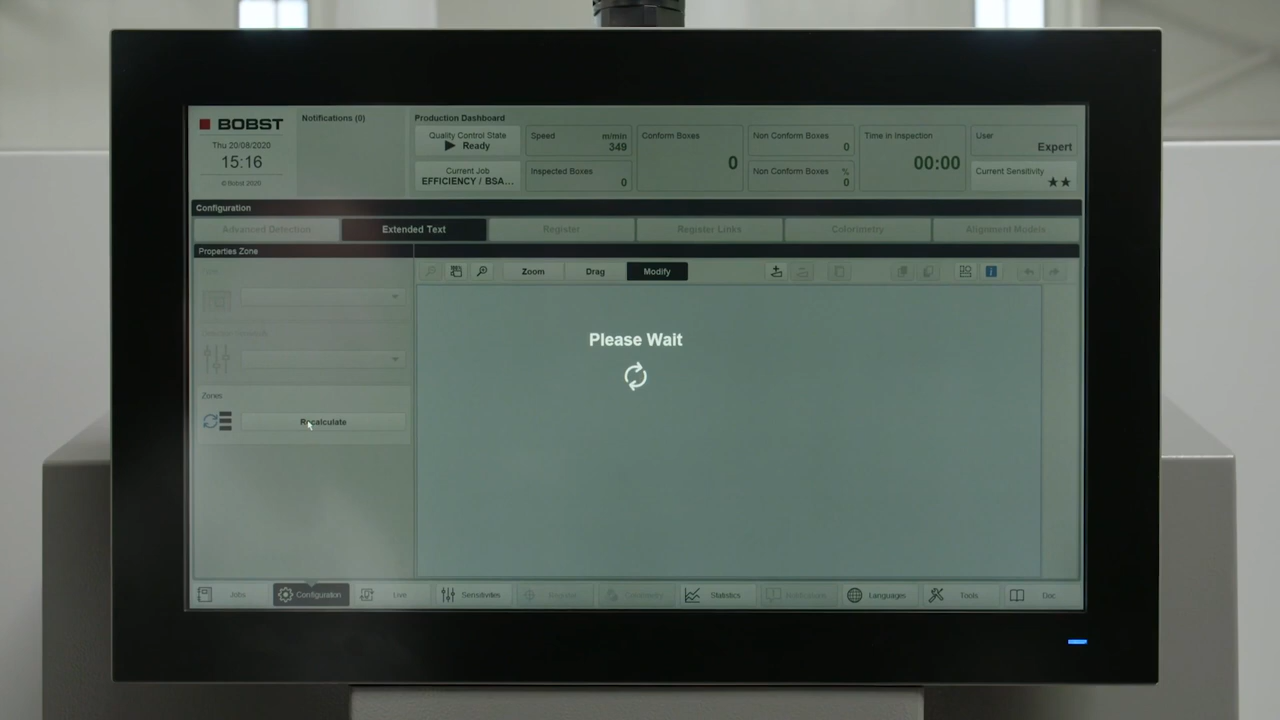 BOBST
Thu 20/08/2020
15:16
© Bobst 2020
Notifications (0)
Production Dashboard
Quality Control State
Ready
Current Job
EFFICIENCY / BSA...
Speed
m/min
349
Inspected Boxes
0
Conform Boxes
0
Non Conform Boxes
0
Non Conform Boxes
%
0
Time in Inspection
00:00
User
Expert
Current Sensitivity
Configuration
Advanced Detection
Extended Text
Register
Register Links
Colorimetry
Alignment Models
Properties Zone
Zoom
Drag
Modify
Please Wait
Zones
Recalculate
Jobs
Configuration
Live
Sensitivities
Register
Statistics
Notifications
Languages
Tools
Doc